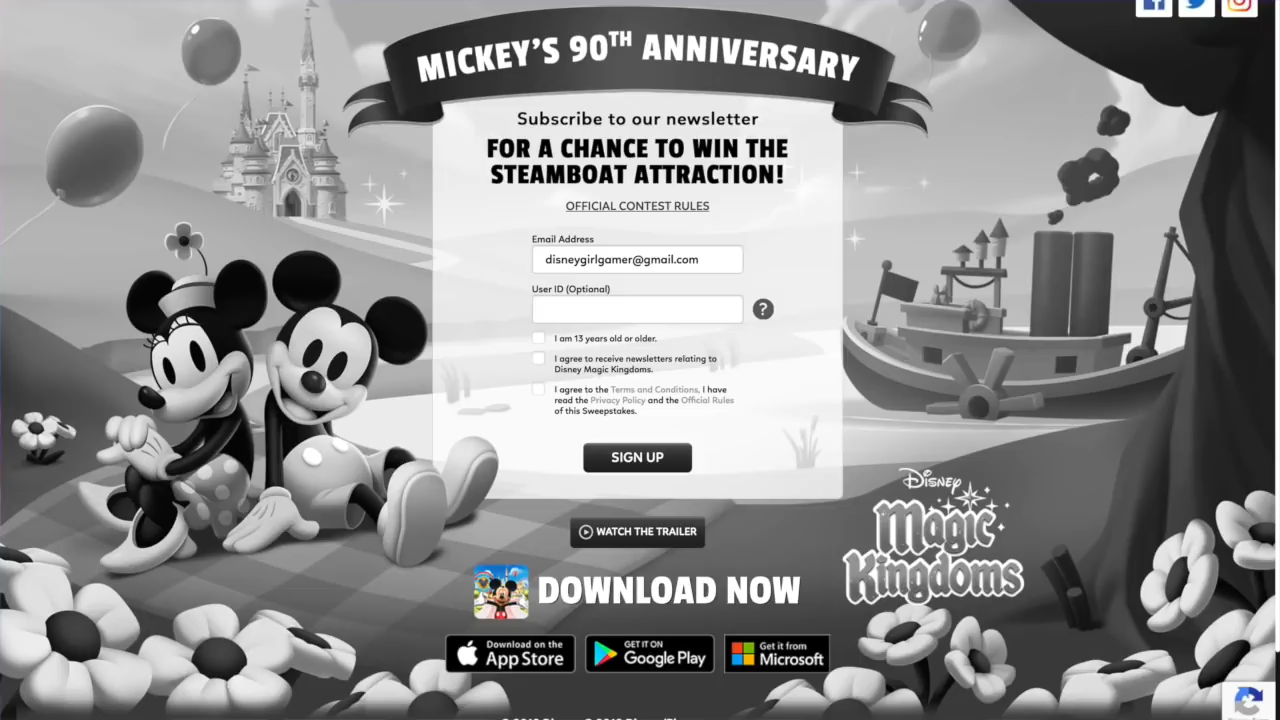 MICKEY'S 90TH ANNIVERSARY
Subscribe to our newsletter
FOR A CHANCE TO WIN THE
STEAMBOAT ATTRACTION!
OFFICIAL CONTEST RULES
Email Address
disneygirlgamer@gmail.com
User ID (Optional)
?
I am 13 years old or older.
I agree to receive newsletters relating to
Disney Magic Kingdoms.
I agree to the Terms and Conditions, I have
read the Privacy Policy and the Official Rules
of this Sweepstakes.
SIGN UP
WATCH THE TRAILER
DISNEY
Magic
Kingdoms
DOWNLOAD NOW
Download on the
App Store
GET IT ON
Google Play
Get it from
Microsoft